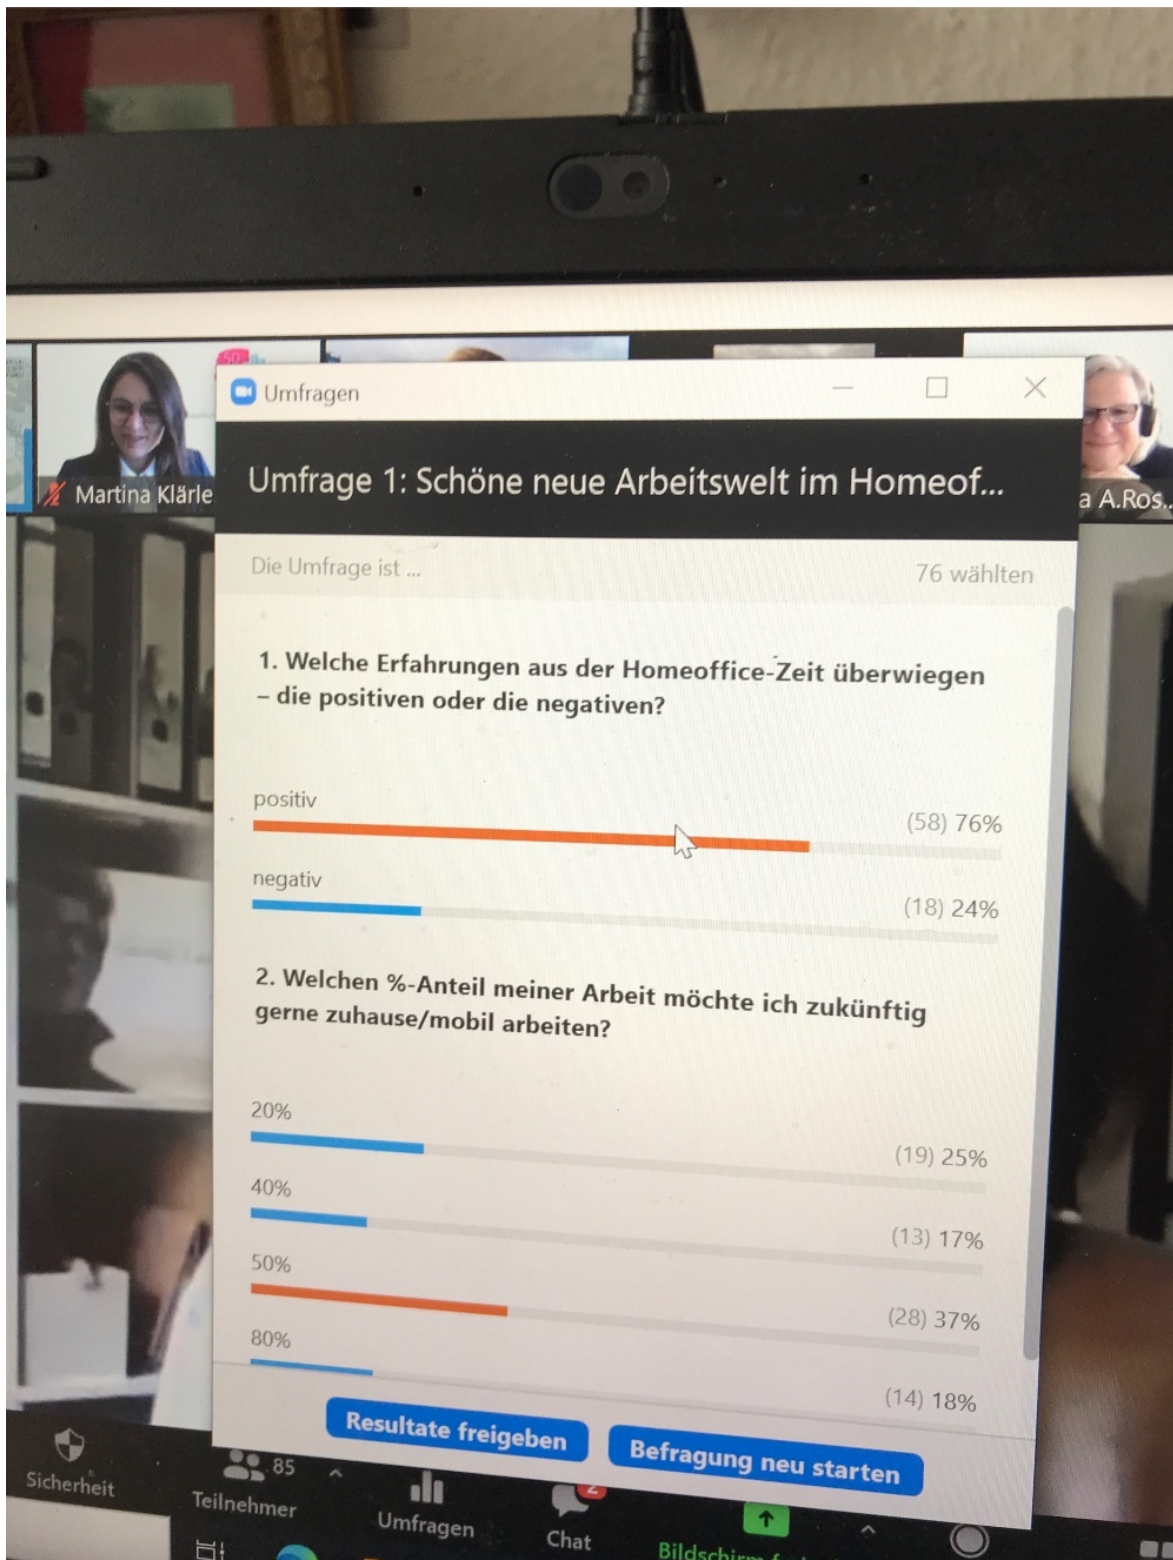 50
Umfragen
Martina Klärle
a A.Ros...
Umfrage 1: Schöne neue Arbeitswelt im Homeof...
Die Umfrage ist ...
76 wählten
1. Welche Erfahrungen aus der Homeoffice-Zeit überwiegen
– die positiven oder die negativen?
positiv
(58) 76%
negativ
(18) 24%
2. Welchen %-Anteil meiner Arbeit möchte ich zukünftig
gerne zuhause/mobil arbeiten?
20%
(19) 25%
40%
(13) 17%
50%
(28) 37%
80%
(14) 18%
Resultate freigeben
Befragung neu starten
Sicherheit
85
Teilnehmer
Umfragen
2
Chat
Bildschirm